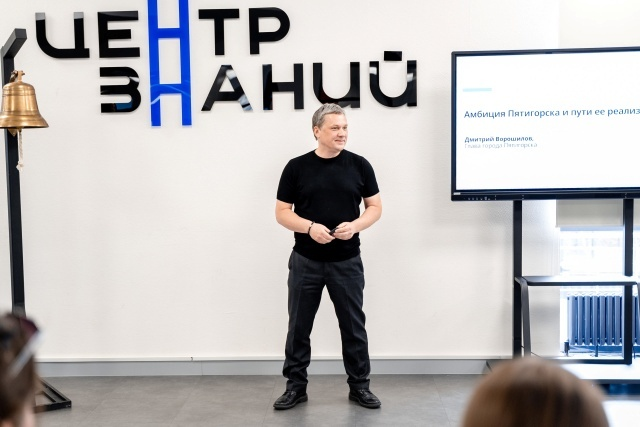 ЦЕНТР
ЗНАНИЙ
Амбиция Пятигорска и пути ее реализ
Дмитрий Ворошилов,
Глава города Пятигорска